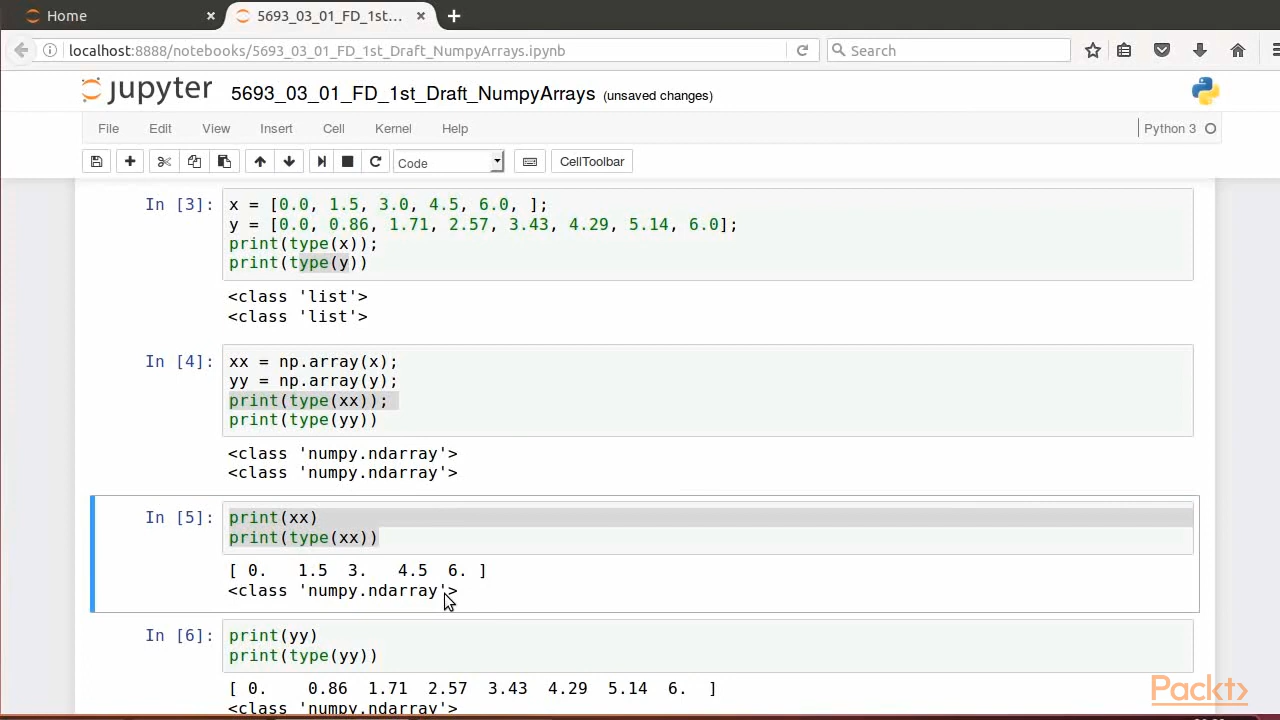 Home
5693_03_01_FD_1st...
localhost:8888/notebooks/5693_03_01_FD_1st_Draft_NumpyArrays.ipynb
Search
jupyter 5693_03_01_FD_1st_Draft_NumpyArrays (unsaved changes)
File Edit View Insert Cell Kernel Help Python 3
Code CellToolbar
In [3]: x = [0.0, 1.5, 3.0, 4.5, 6.0, ];
y = [0.0, 0.86, 1.71, 2.57, 3.43, 4.29, 5.14, 6.0];
print(type(x));
print(type(y))
<class 'list'>
<class 'list'>
In [4]: xx = np.array(x);
yy = np.array(y);
print(type(xx));
print(type(yy))
<class 'numpy.ndarray'>
<class 'numpy.ndarray'>
In [5]: print(xx)
print(type(xx))
[ 0.   1.5  3.   4.5  6. ]
<class 'numpy.ndarray'>
In [6]: print(yy)
print(type(yy))
[ 0.    0.86  1.71  2.57  3.43  4.29  5.14  6.  ]
<class 'numpy.ndarray'>
Packt